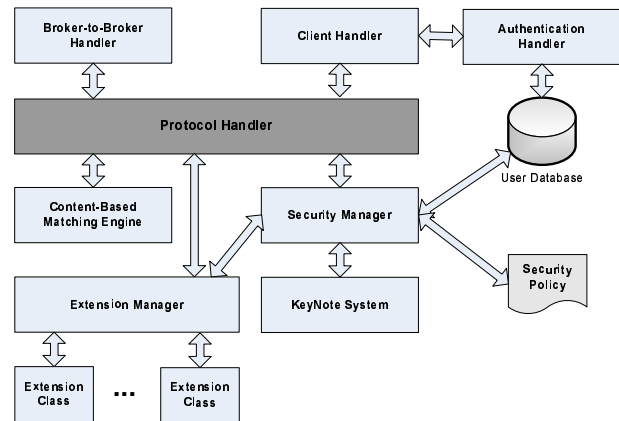 Broker-to-Broker
Handler
Client Handler
Authentication
Handler
Protocol Handler
User Database
Content-Based
Matching Engine
Security Manager
Security
Policy
Extension Manager
KeyNote System
Extension
Class
...
Extension
Class